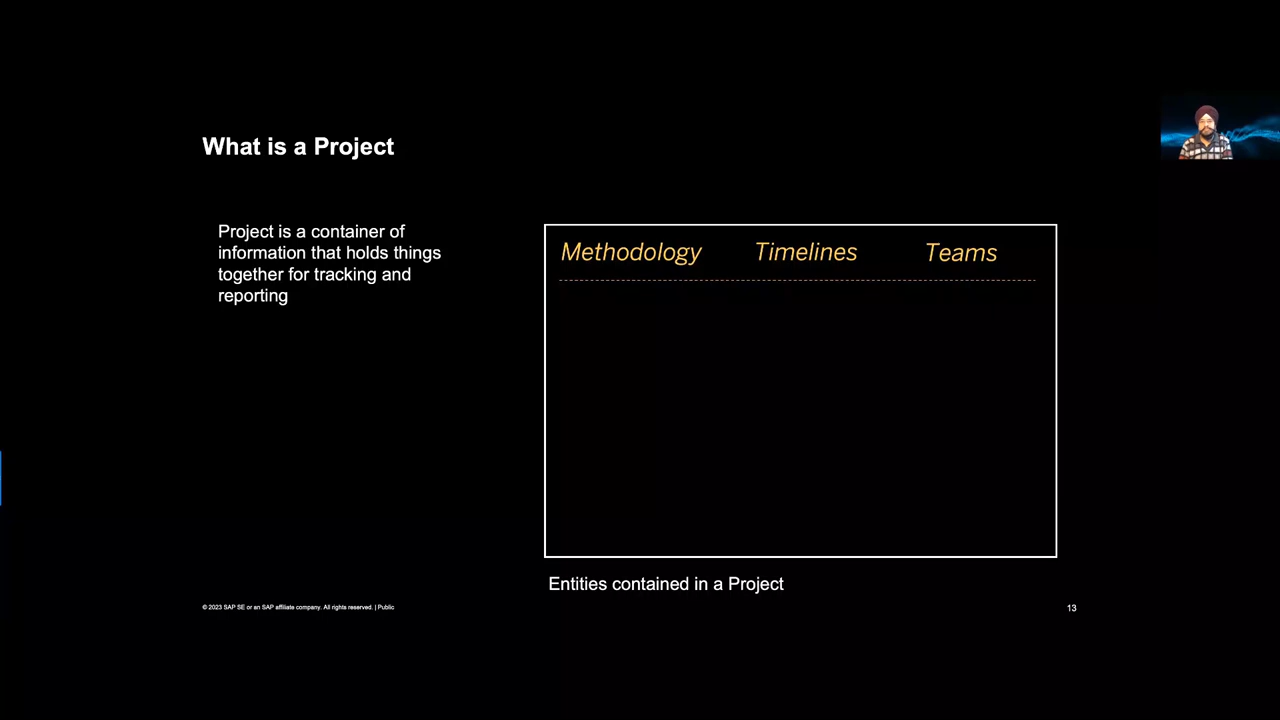 What is a Project
Project is a container of
information that holds things
together for tracking and
reporting
Methodology Timelines Teams
Entities contained in a Project
© 2023 SAP SE or an SAP affiliate company. All rights reserved. | Public
13